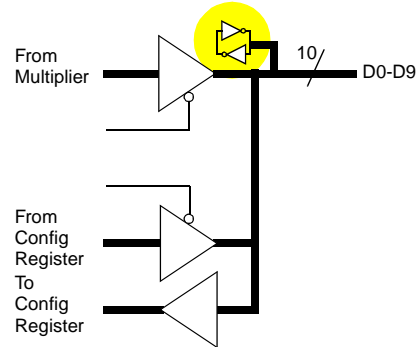 From
Multiplier
10
D0-D9
From
Config
Register
To
Config
Register